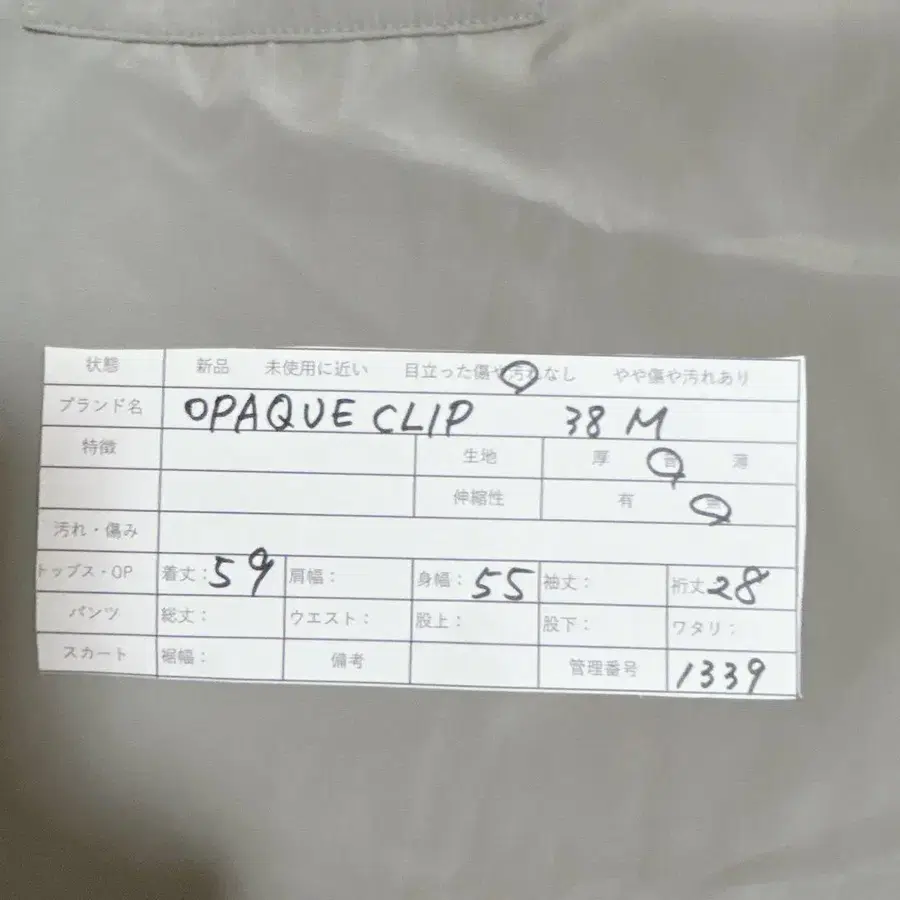 状態 新品 未使用に近い 目立った傷や汚れなし やや傷や汚れあり
ブランド名 OPAQUE CLIP 38 M
特徴 生地 厚 普 薄
伸縮性 有 無
汚れ・傷み
トップス・OP 着丈：59 肩幅： 身幅：55 袖丈： 裄丈28
パンツ 総丈： ウエスト： 股上： 股下： ワタリ：
スカート 裾幅： 備考 管理番号 1339